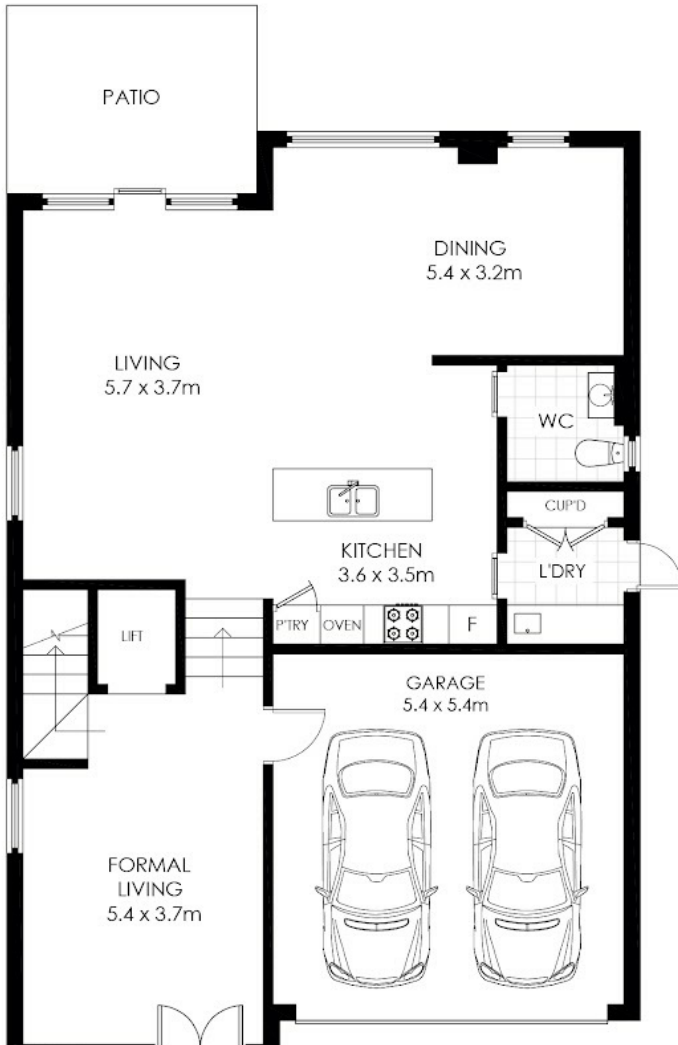 PATIO
DINING
5.4 x 3.2m
LIVING
5.7 x 3.7m
WC
CUP'D
KITCHEN
3.6 x 3.5m
L'DRY
P'TRY
OVEN
F
LIFT
GARAGE
5.4 x 5.4m
FORMAL
LIVING
5.4 x 3.7m